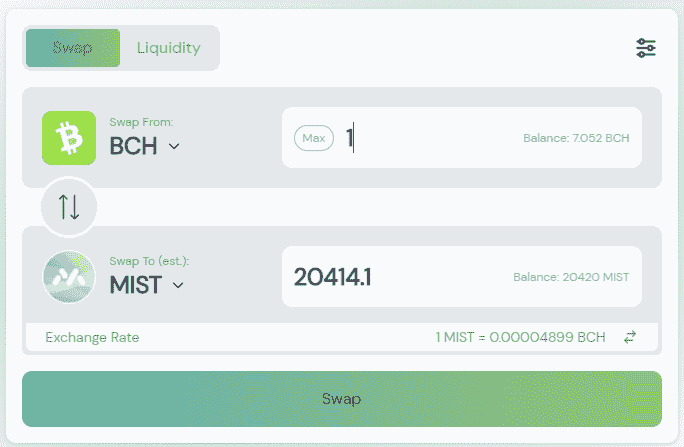 Swap Liquidity
Swap From:
BCH
Max 1 Balance: 7.052 BCH
Swap To (est.):
MIST
20414.1 Balance: 20420 MIST
Exchange Rate 1 MIST = 0.00004899 BCH
Swap